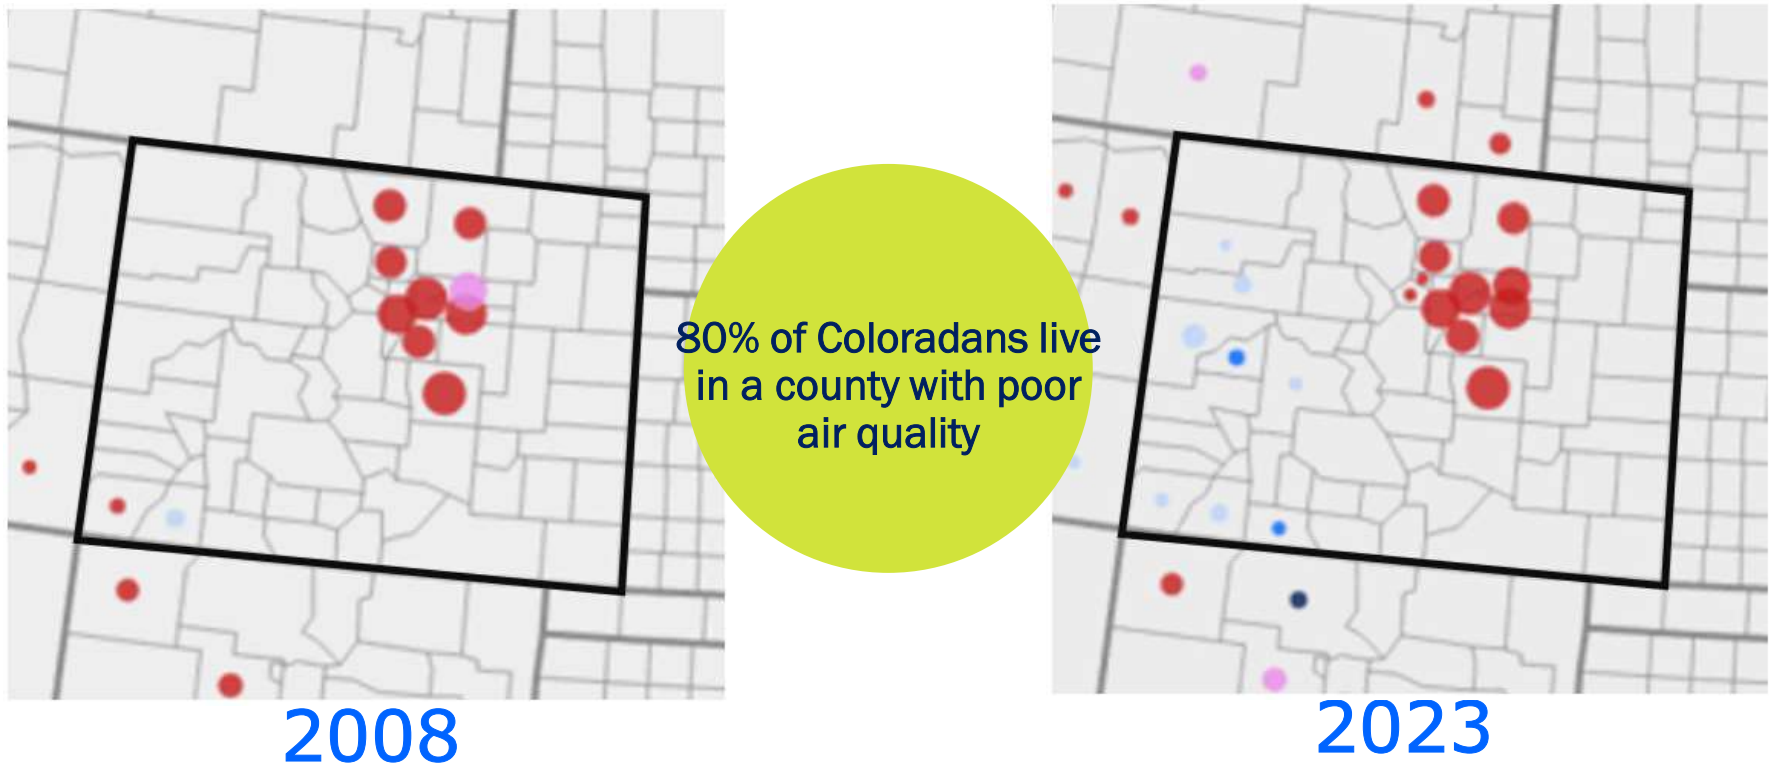 80% of Coloradans live
in a county with poor
air quality
2008
2023